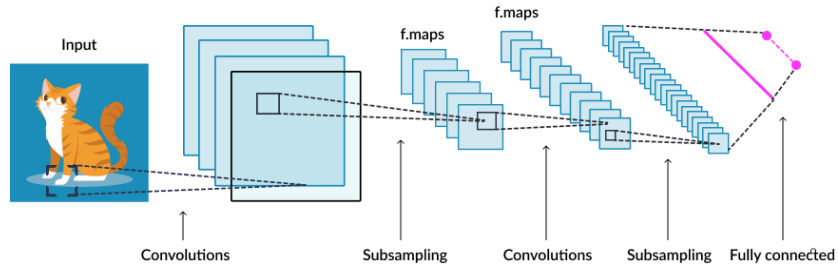 Input
f.maps
f.maps
Convolutions
Subsampling
Convolutions
Subsampling
Fully connected